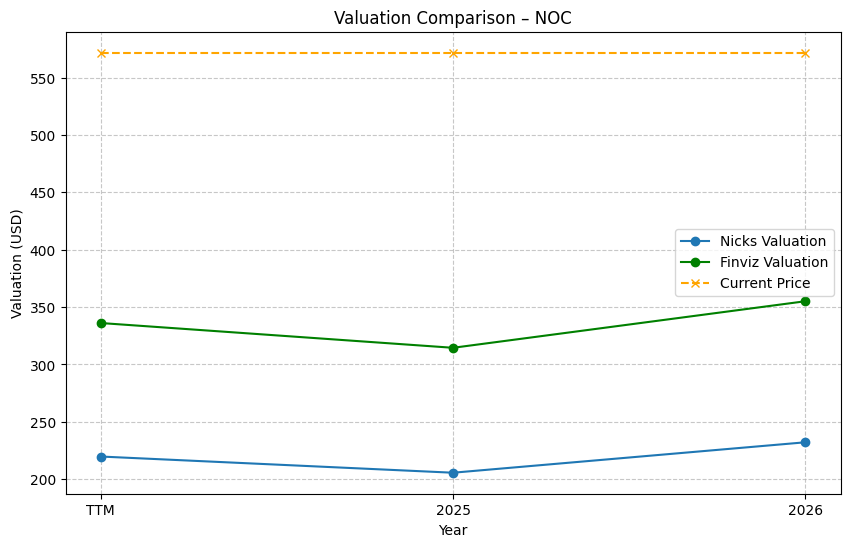 Valuation Comparison – NOC
Valuation (USD)
550
500
450
400
350
300
250
200
Nicks Valuation
Finviz Valuation
Current Price
TTM
2025
2026
Year